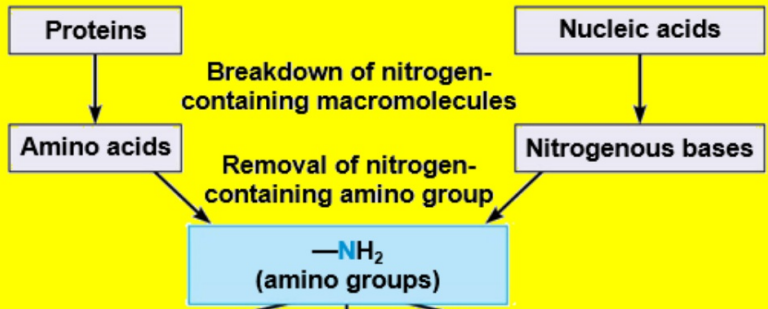 Proteins
Nucleic acids
Breakdown of nitrogen-
containing macromolecules
Amino acids
Nitrogenous bases
Removal of nitrogen-
containing amino group
—NH₂
(amino groups)